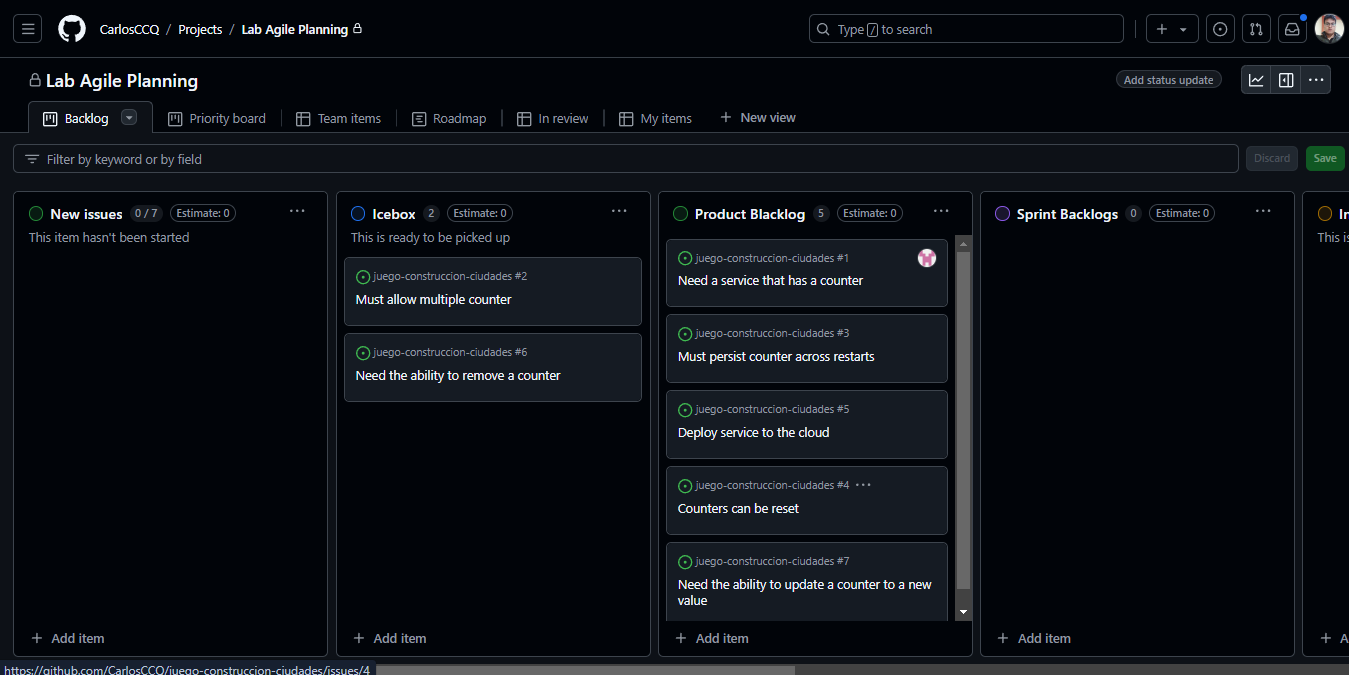 CarlosCCQ / Projects / Lab Agile Planning
Type / to search
Lab Agile Planning
Add status update
Backlog
Priority board
Team items
Roadmap
In review
My items
New view
Filter by keyword or by field
Discard
Save
New issues 0 / 7 Estimate: 0
This item hasn't been started
Add item
Icebox 2 Estimate: 0
This is ready to be picked up
juego-construccion-ciudades #2
Must allow multiple counter
juego-construccion-ciudades #6
Need the ability to remove a counter
Add item
Product Blacklog 5 Estimate: 0
juego-construccion-ciudades #1
Need a service that has a counter
juego-construccion-ciudades #3
Must persist counter across restarts
juego-construccion-ciudades #5
Deploy service to the cloud
juego-construccion-ciudades #4
Counters can be reset
juego-construccion-ciudades #7
Need the ability to update a counter to a new
value
Add item
Sprint Backlogs 0 Estimate: 0
Add item
In
This is
A
https://github.com/CarlosCCQ/juego-construccion-ciudades/issues/4